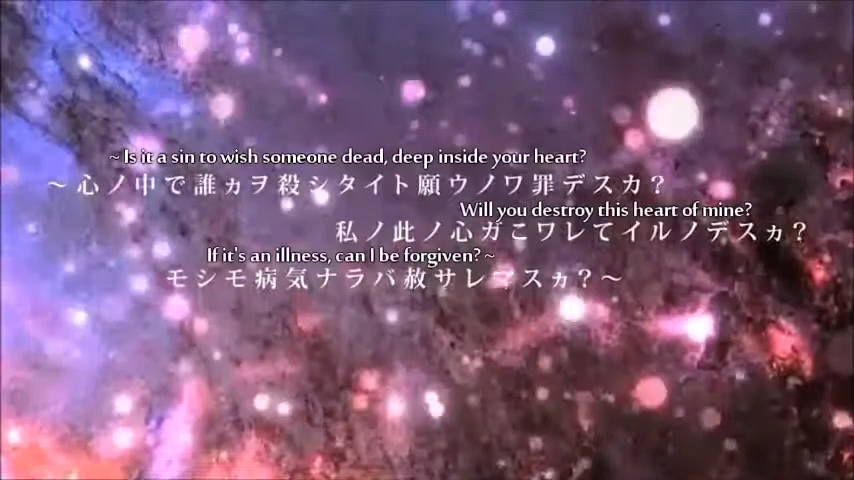 ~ Is it a sin to wish someone dead, deep inside your heart?
～心ノ中で誰ヵヲ殺シタイト願ウノワ罪デスカ？
Will you destroy this heart of mine?
私ノ此ノ心ガこワレてイルノデスヵ？
If it's an illness, can I be forgiven? ~
モシモ病気ナラバ赦サレマスヵ？～